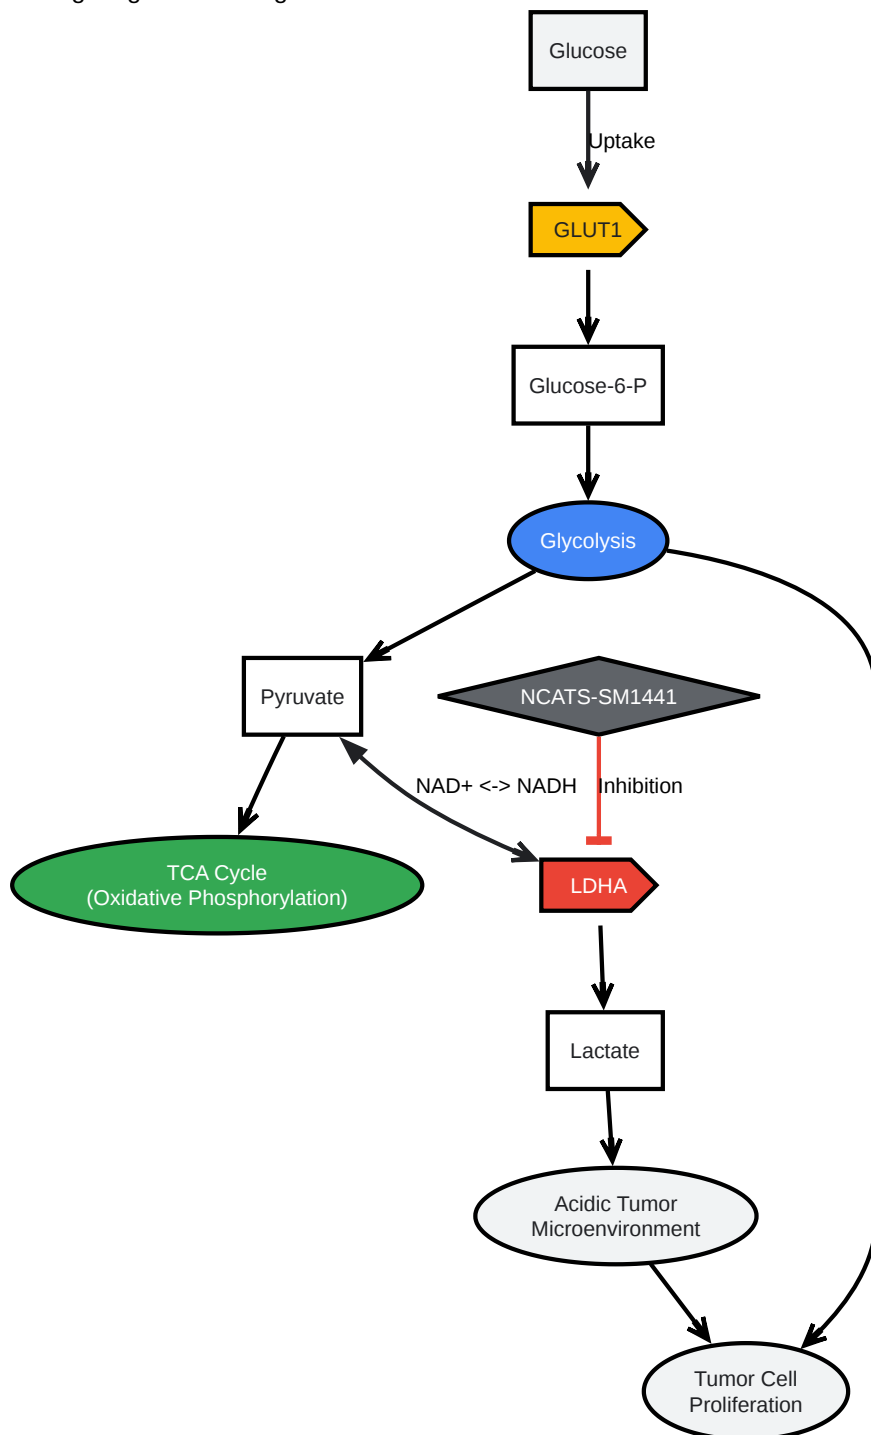 Glucose
Uptake
GLUT1
Glucose-6-P
Glycolysis
Pyruvate
NCATS-SM1441
NAD+ <-> NADH
Inhibition
TCA Cycle
(Oxidative Phosphorylation)
LDHA
Lactate
Acidic Tumor
Microenvironment
Tumor Cell
Proliferation